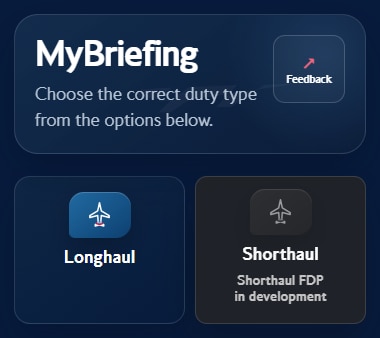 MyBriefing
Choose the correct duty type
from the options below.
Feedback
Longhaul
Shorthaul
Shorthaul FDP
in development